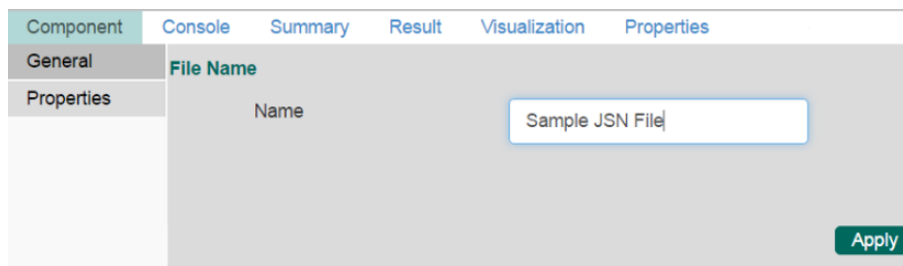 Component Console Summary Result Visualization Properties
General
File Name
Properties
Name
Sample JSN File
Apply